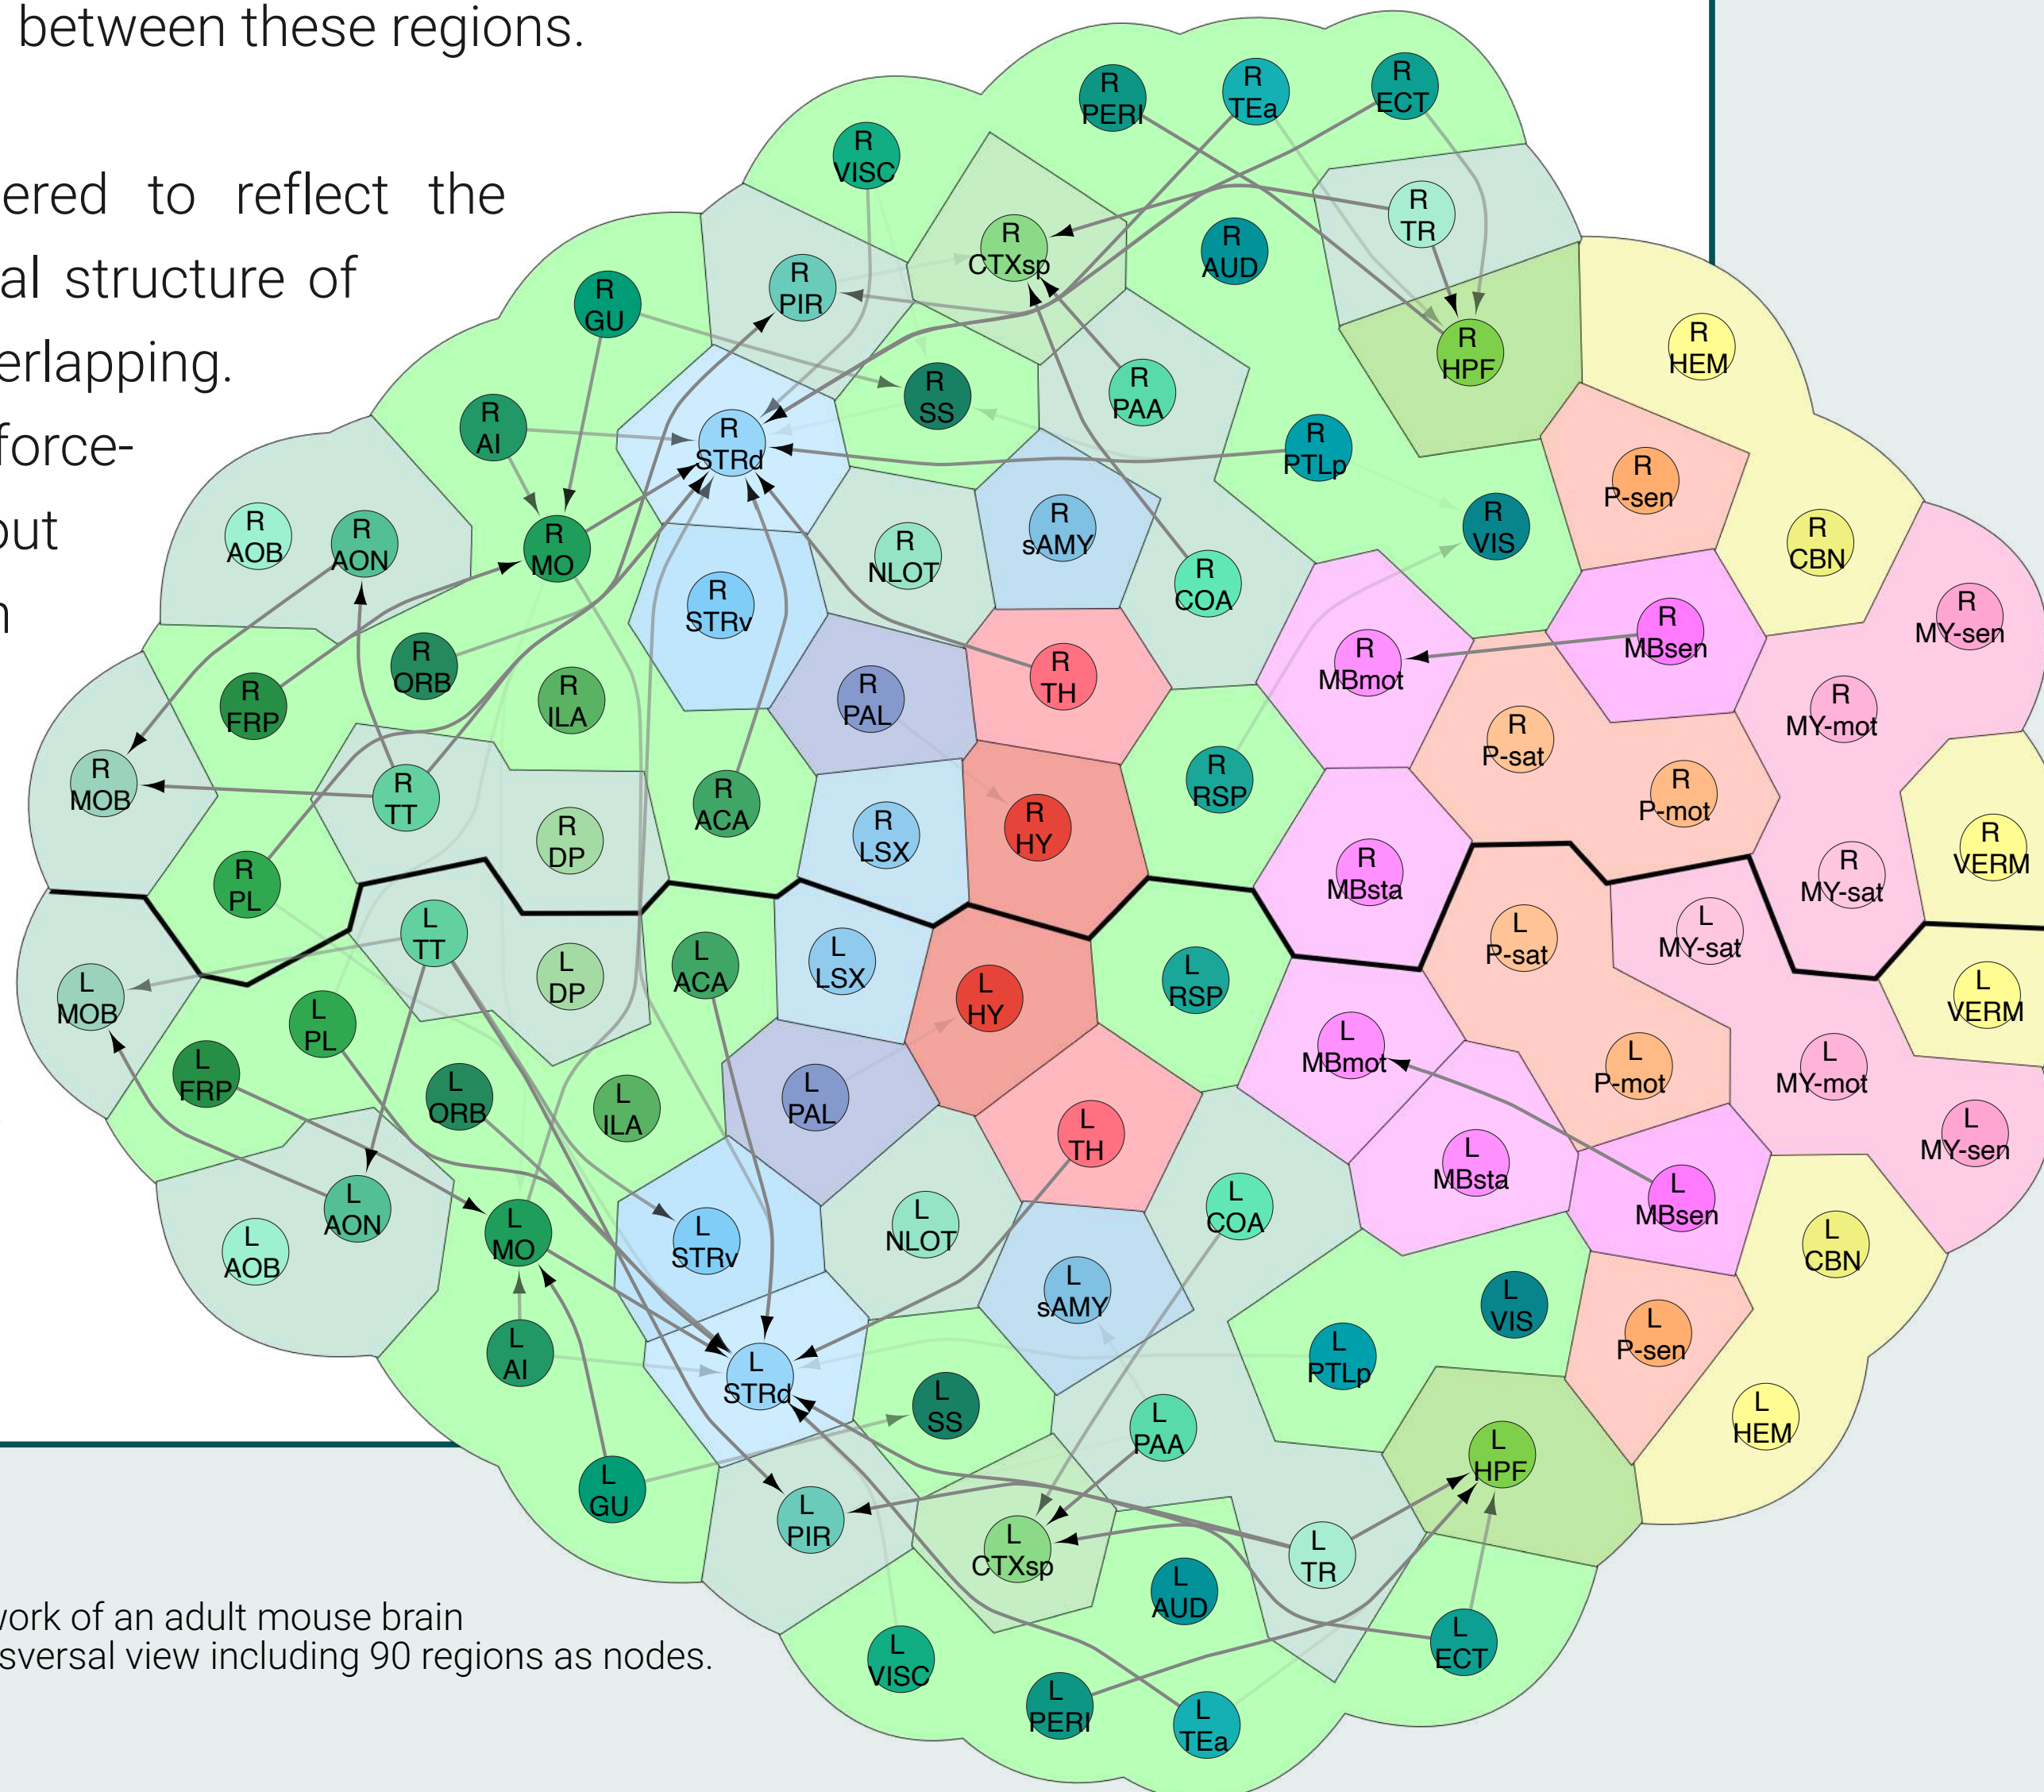 between these regions.
ered to reflect the
al structure of
erlapping.
force-
out
n
R
PERI
R
TEa
R
ECT
R
VISC
R
TR
R
CTXsp
R
AUD
R
PIR
R
GU
R
HPF
R
HEM
R
SS
R
PAA
R
AI
R
STRd
R
PTLp
R
P-sen
R
AOB
R
AON
R
MO
R
NLOT
R
sAMY
R
VIS
R
CBN
R
COA
R
STRv
R
MY-sen
R
MBsen
R
ORB
R
ILA
R
FRP
R
PAL
R
TH
R
MBmot
R
MY-mot
R
P-sat
R
MOB
R
TT
R
ACA
R
RSP
R
P-mot
R
DP
R
LSX
R
HY
R
VERM
R
PL
R
MBsta
R
MY-sat
L
TT
L
DP
L
ACA
L
LSX
L
P-sat
L
MY-sat
L
MOB
L
HY
L
RSP
L
VERM
L
PL
L
MBmot
L
FRP
L
ORB
L
ILA
L
PAL
L
P-mot
L
MY-mot
L
TH
L
MBsta
L
MY-sen
L
AON
L
AOB
L
MO
L
STRv
L
NLOT
L
COA
L
MBsen
L
CBN
L
sAMY
L
VIS
L
AI
L
STRd
L
PTLp
L
P-sen
L
SS
L
PAA
L
HEM
L
HPF
L
GU
L
PIR
L
CTXsp
L
TR
L
AUD
L
VISC
L
ECT
L
PERI
L
TEa
work of an adult mouse brain
sversal view including 90 regions as nodes.